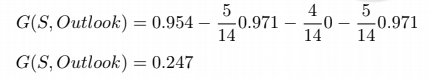 G(S, Outlook) = 0.954 − 5/14 0.971 − 4/14 0 − 5/14 0.971
G(S, Outlook) = 0.247